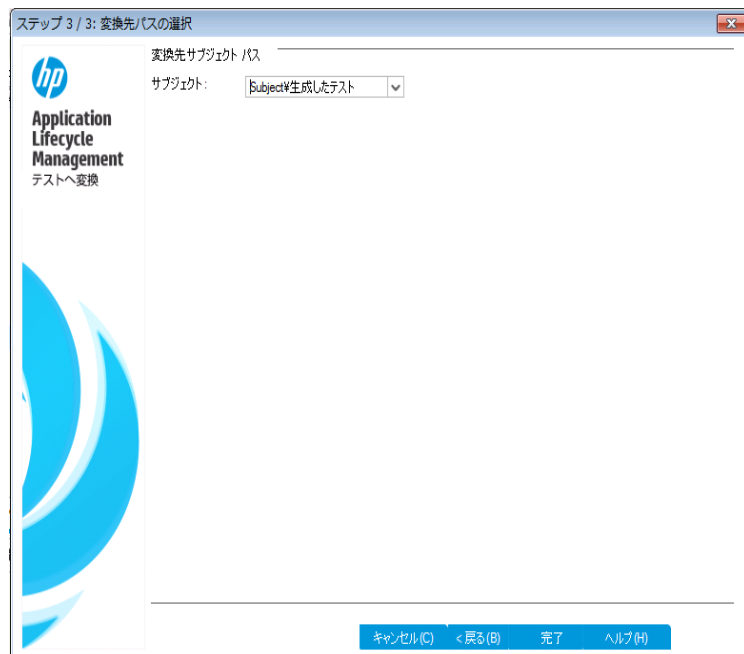 ステップ 3 / 3: 変換先パスの選択
hp
Application
Lifecycle
Management
テストへ変換
変換先サブジェクト パス
サブジェクト:
Subject¥生成したテスト
キャンセル(C)
<戻る(B)
完了
ヘルプ(H)